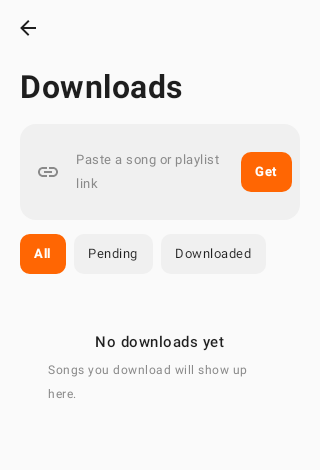 Downloads
Paste a song or playlist
link
Get
All
Pending
Downloaded
No downloads yet
Songs you download will show up
here.